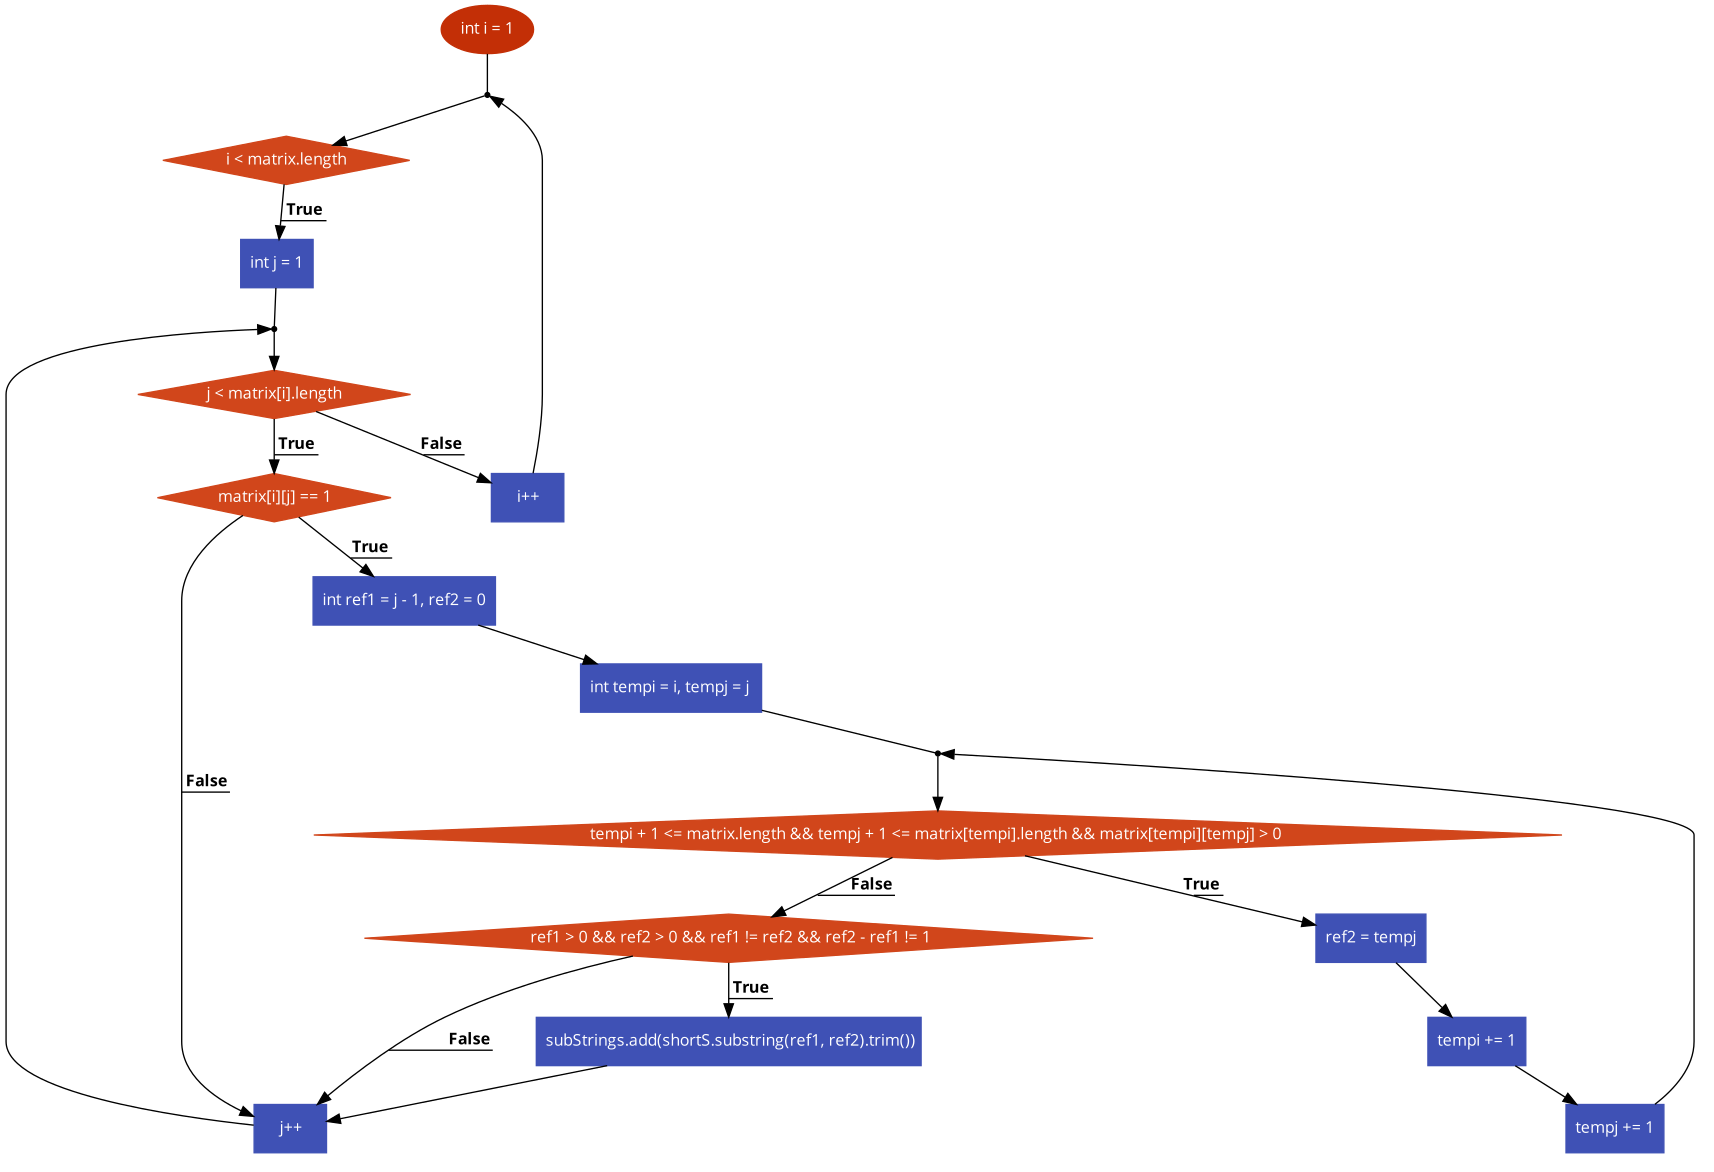 int i = 1
i < matrix.length
True
int j = 1
j < matrix[i].length
True
False
matrix[i][j] == 1
i++
True
int ref1 = j - 1, ref2 = 0
int tempi = i, tempj = j
False
tempi + 1 <= matrix.length && tempj + 1 <= matrix[tempi].length && matrix[tempi][tempj] > 0
False
True
ref1 > 0 && ref2 > 0 && ref1 != ref2 && ref2 - ref1 != 1
ref2 = tempj
True
False
subStrings.add(shortS.substring(ref1, ref2).trim())
tempi += 1
j++
tempj += 1